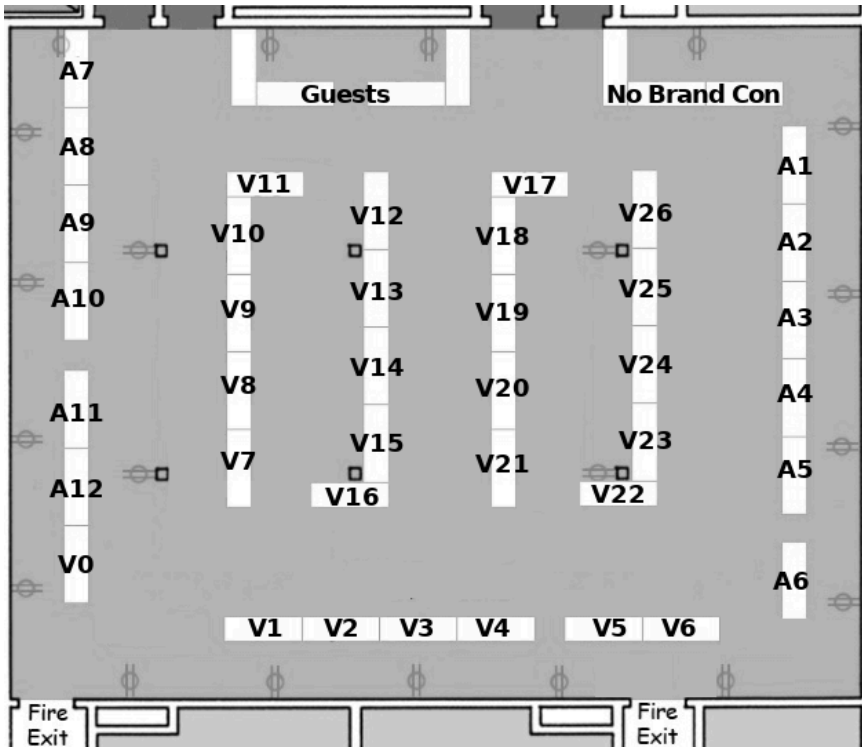 A7
Guests
No Brand Con
A8
A1
V11
V17
A9
V10
V12
V18
V26
A2
A10
V9
V13
V19
V25
A3
V8
V14
V20
V24
A4
A11
V7
V15
V21
V23
A5
A12
V16
V22
V0
A6
V1 V2 V3 V4 V5 V6
Fire
Exit
Fire
Exit